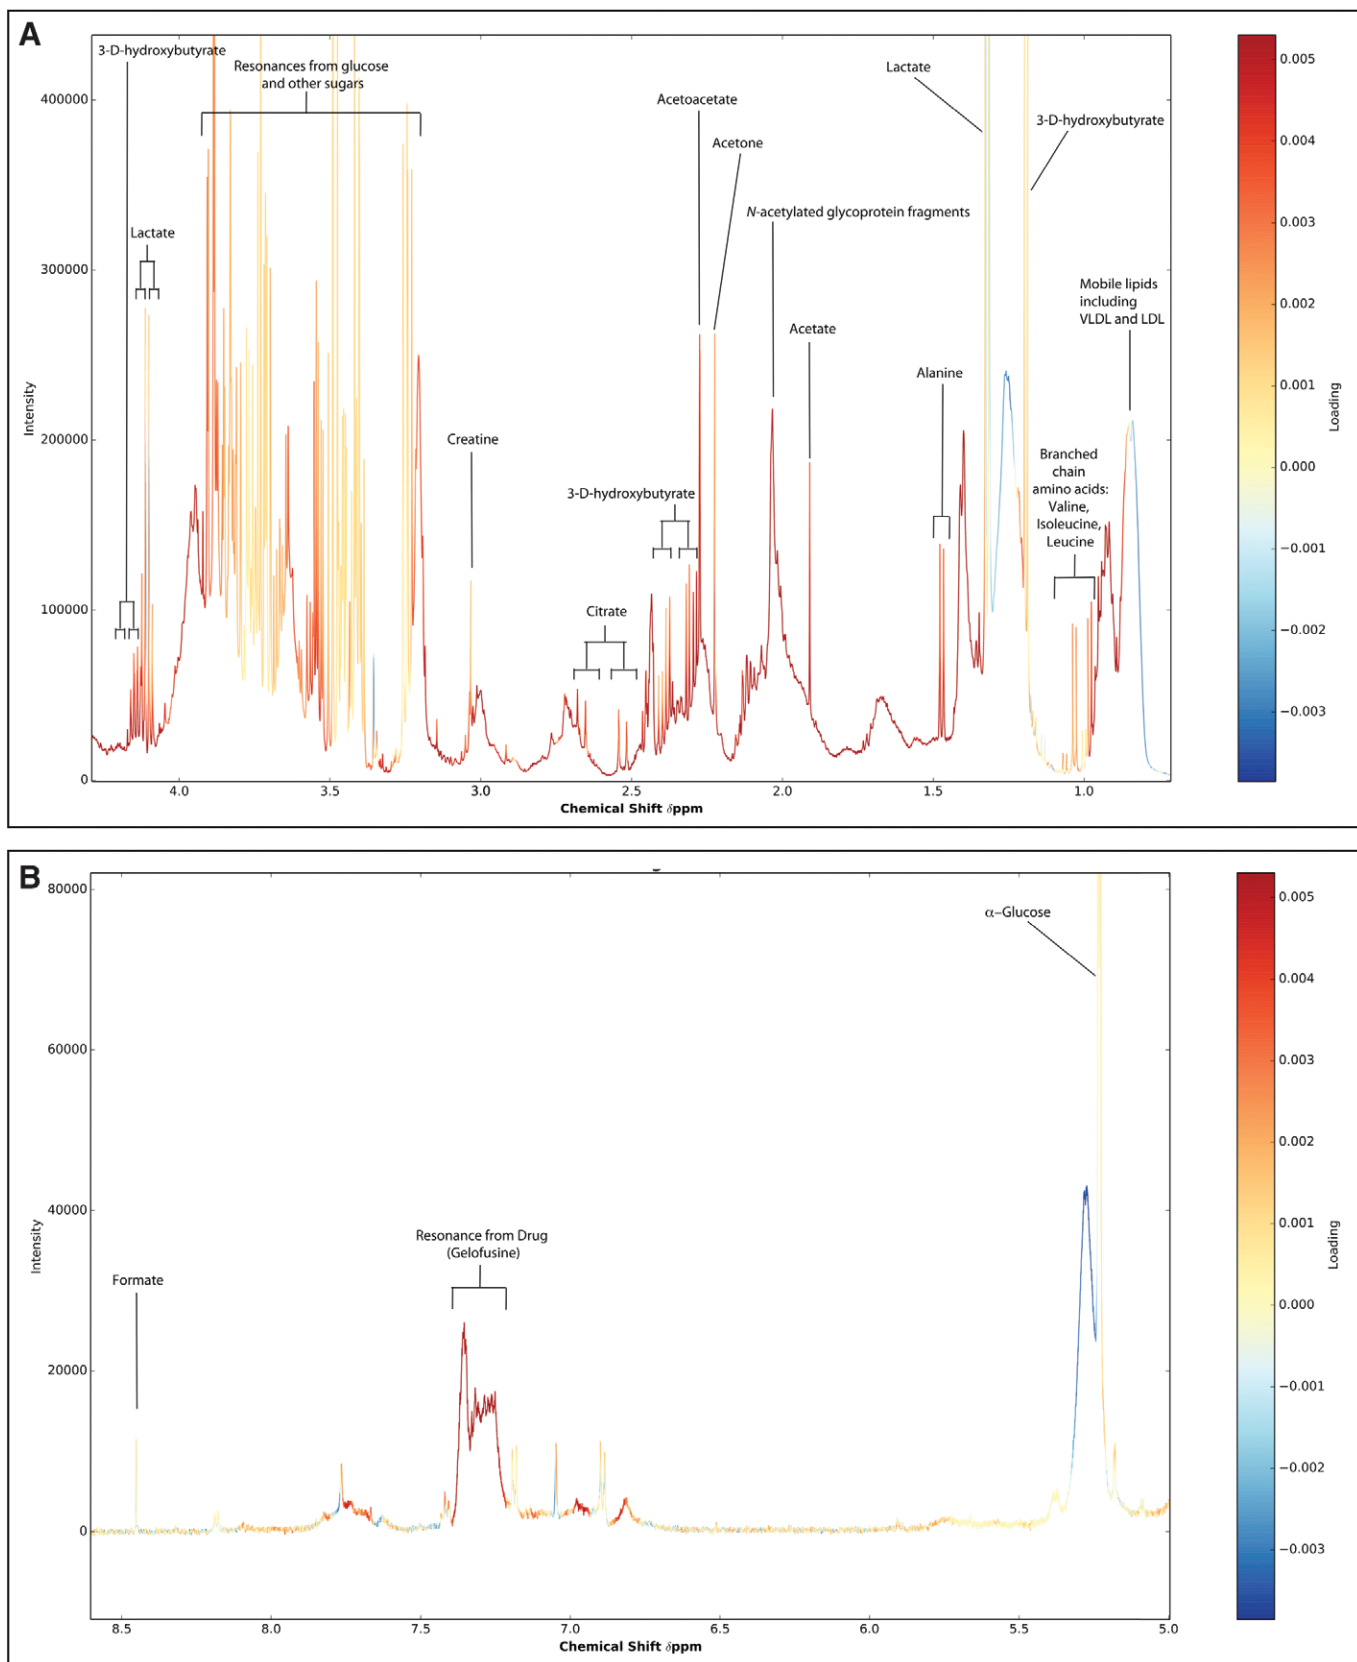 A
3-D-hydroxybutyrate
Resonances from glucose
and other sugars
Lactate
Creatine
3-D-hydroxybutyrate
Citrate
Acetoacetate
Acetone
N-acetylated glycoprotein fragments
Acetate
Lactate
3-D-hydroxybutyrate
Alanine
Mobile lipids
including
VLDL and LDL
Branched
chain
amino acids:
Valine,
Isoleucine,
Leucine
400000
300000
200000
100000
0
Intensity
4.0 3.5 3.0 2.5 2.0 1.5 1.0
Chemical Shift δppm
0.005
0.004
0.003
0.002
0.001
0.000
−0.001
−0.002
−0.003
Loading
B
80000
60000
40000
20000
0
Intensity
Formate
Resonance from Drug
(Gelofusine)
α–Glucose
8.5 8.0 7.5 7.0 6.5 6.0 5.5 5.0
Chemical Shift δppm
0.005
0.004
0.003
0.002
0.001
0.000
−0.001
−0.002
−0.003
Loading